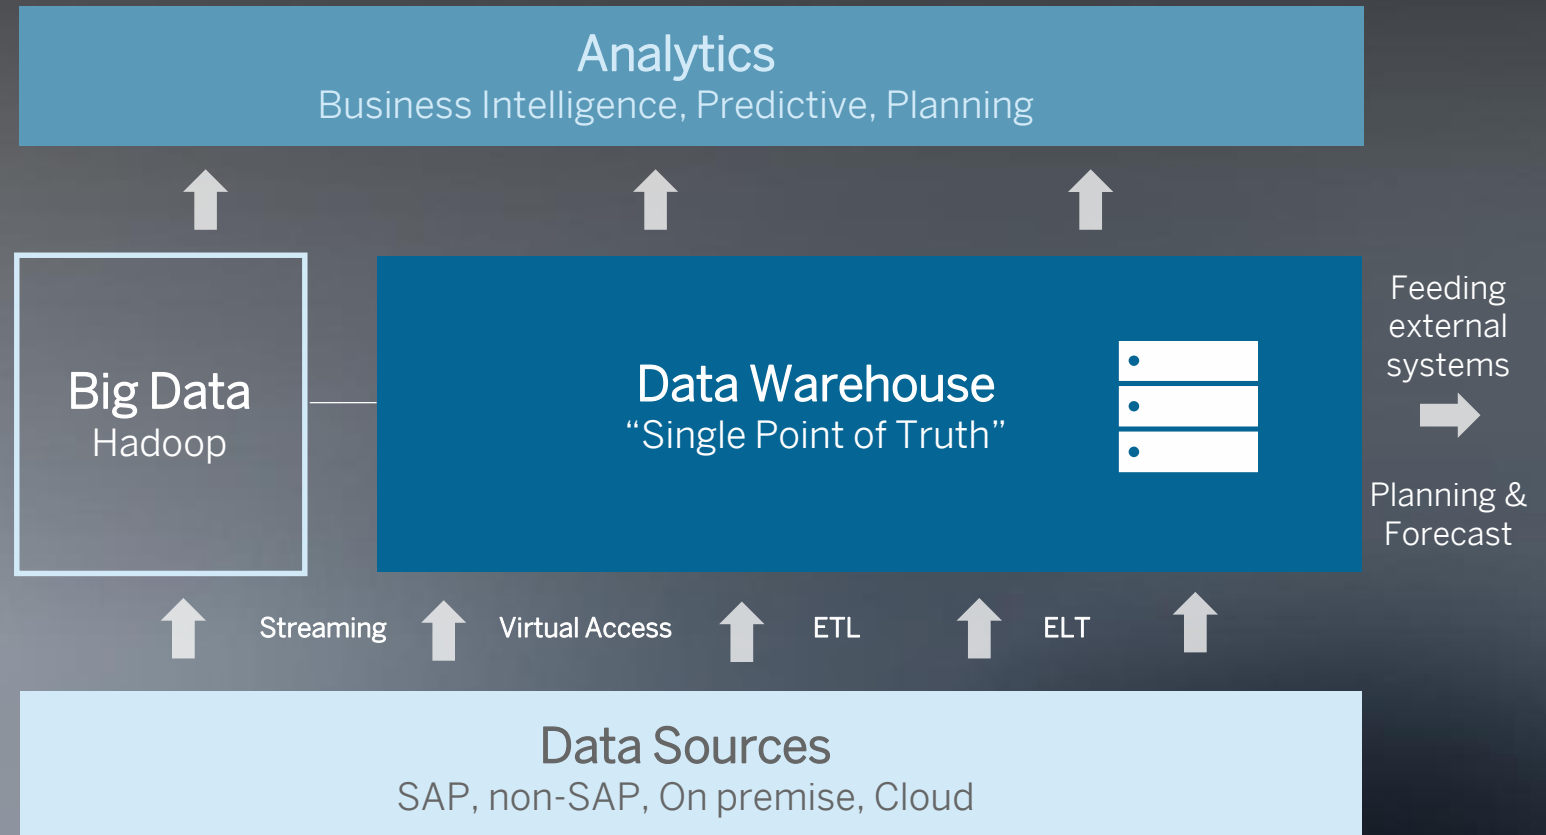 Analytics
Business Intelligence, Predictive, Planning
Big Data
Hadoop
Data Warehouse
“Single Point of Truth”
Feeding
external
systems
Planning &
Forecast
Streaming
Virtual Access
ETL
ELT
Data Sources
SAP, non-SAP, On premise, Cloud